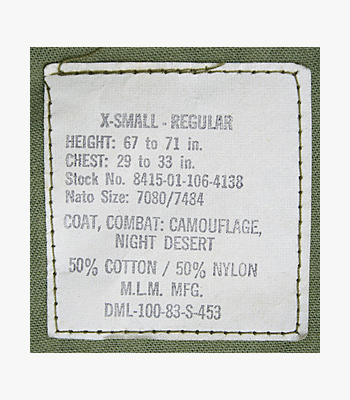 X-SMALL - REGULAR
HEIGHT: 67 to 71 in.
CHEST: 29 to 33 in.
Stock No. 8415-01-106-4138
Nato Size: 7080/7484
COAT, COMBAT: CAMOUFLAGE,
NIGHT DESERT
50% COTTON / 50% NYLON
M.L.M. MFG.
DML-100-83-S-453